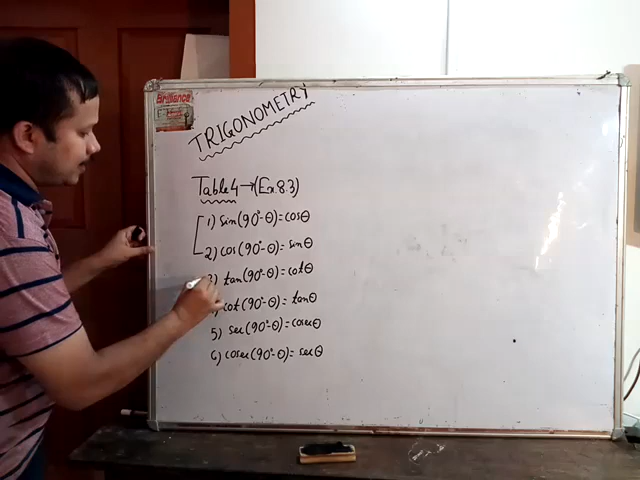 Brilliance
TRIGONOMETRY
Table 4 → (Ex. 8.3)
1) sin(90°-θ)=cosθ
2) cos(90°-θ)= sinθ
3) tan(90°-θ)=cotθ
cot(90°-θ)= tanθ
5) sec(90°-θ)=cosecθ
6) cosec(90°-θ)= secθ